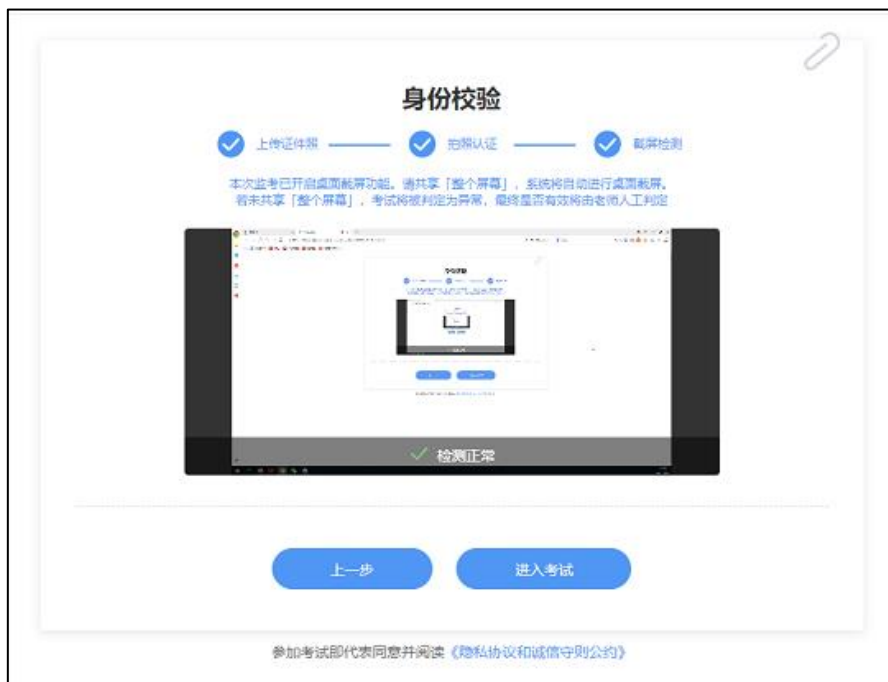 身份校验
上传证件照 拍照认证 截屏检测
本次监考已开启桌面截屏功能。请共享「整个屏幕」，系统将自动进行桌面截屏。
若未共享「整个屏幕」，考试将被判定为异常，最终是否有效将由老师人工判定
身份校验
检测正常
上一步 进入考试
参加考试即代表同意并阅读《隐私协议和诚信守则公约》